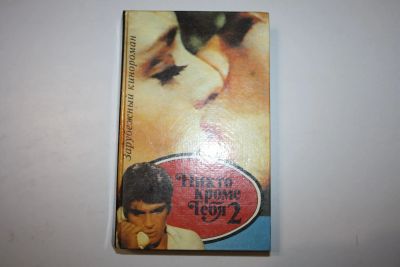 Зарубежный кинороман
Никто
кроме
Тебя 2